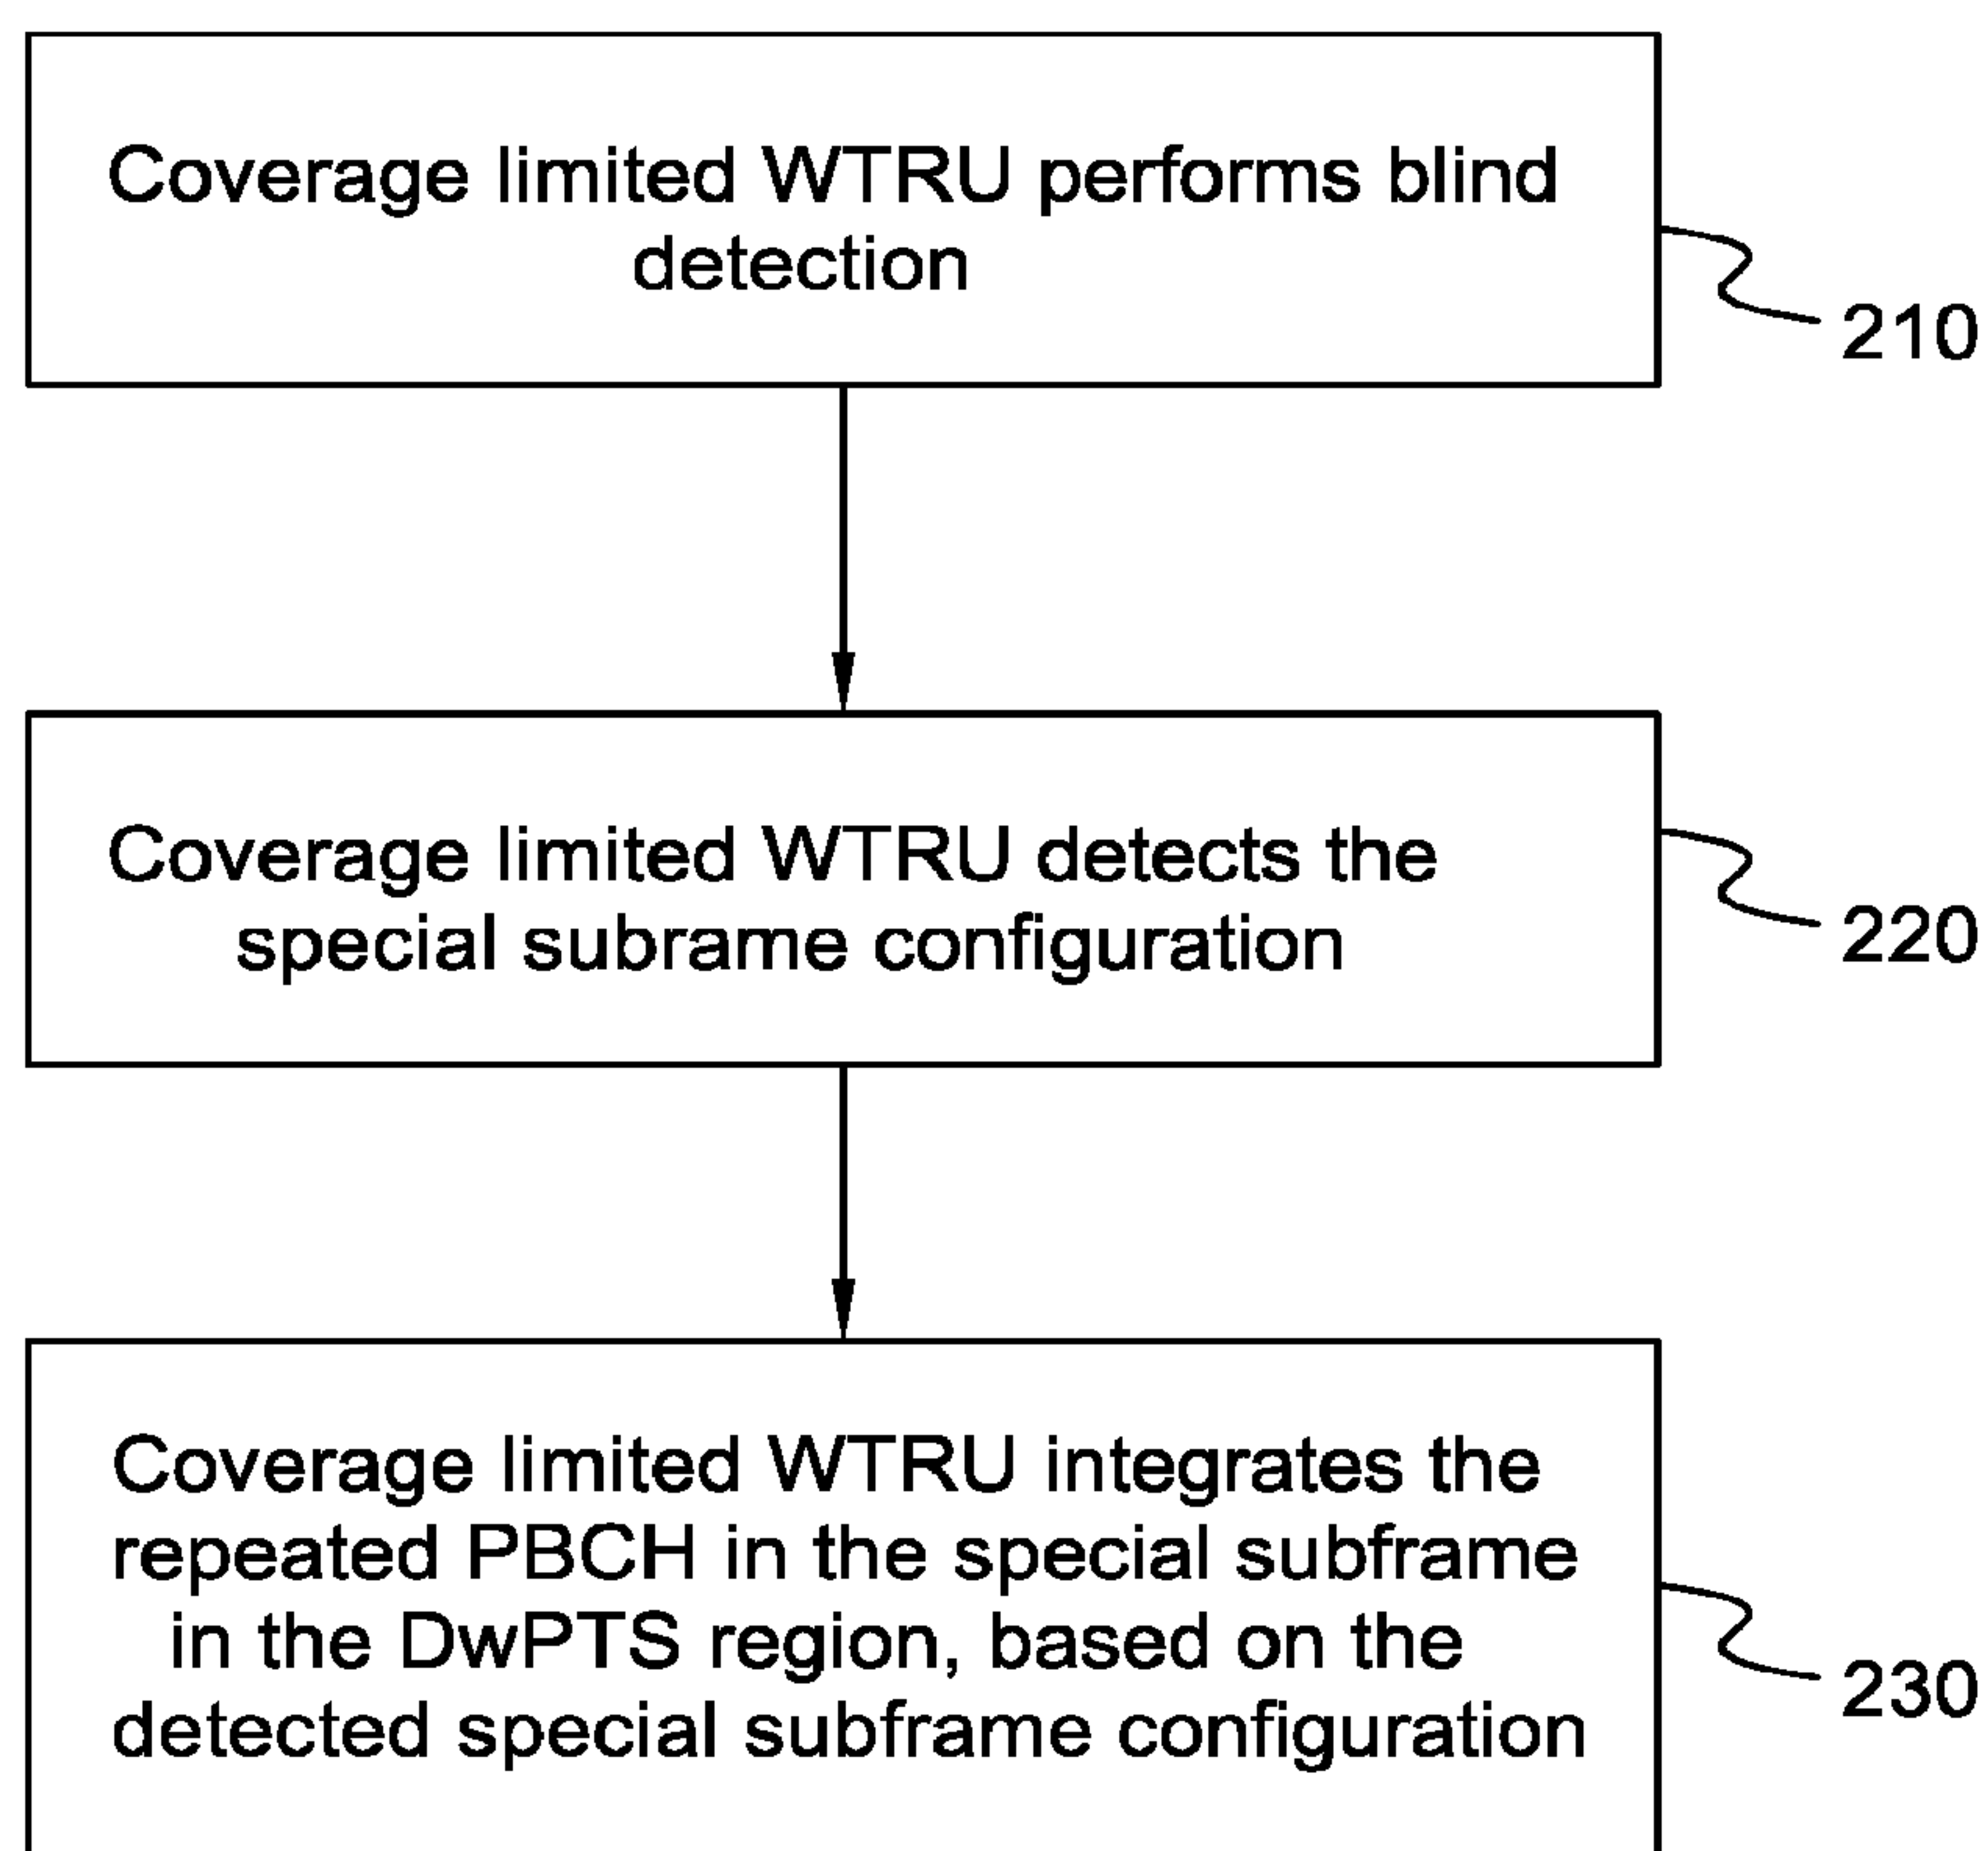 Coverage limited WTRU performs blind
detection
210
Coverage limited WTRU detects the
special subrame configuration
220
Coverage limited WTRU integrates the
repeated PBCH in the special subframe
in the DwPTS region, based on the
detected special subframe configuration
230